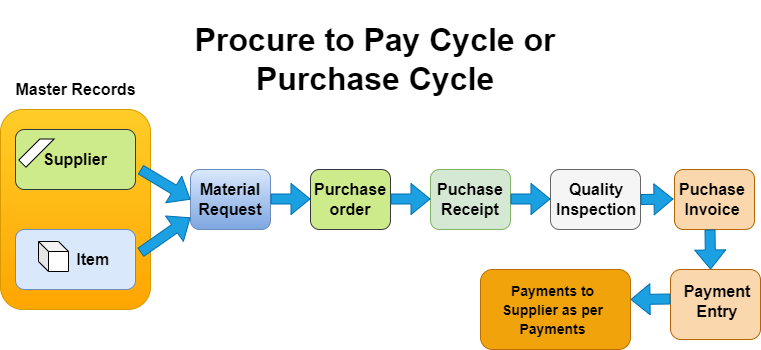 Procure to Pay Cycle or
Purchase Cycle
Master Records
Supplier
Item
Material
Request
Purchase
order
Puchase
Receipt
Quality
Inspection
Puchase
Invoice
Payment
Entry
Payments to
Supplier as per
Payments